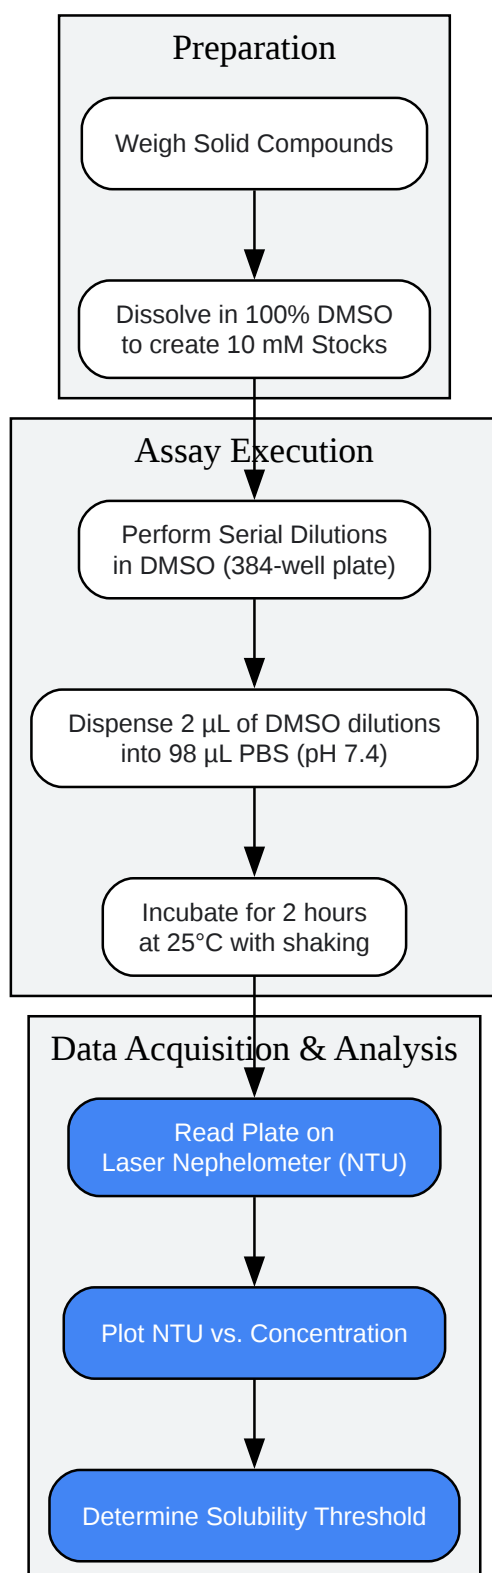 Preparation
Weigh Solid Compounds
Dissolve in 100% DMSO
to create 10 mM Stocks
Assay Execution
Perform Serial Dilutions
in DMSO (384-well plate)
Dispense 2 µL of DMSO dilutions
into 98 µL PBS (pH 7.4)
Incubate for 2 hours
at 25°C with shaking
Data Acquisition & Analysis
Read Plate on
Laser Nephelometer (NTU)
Plot NTU vs. Concentration
Determine Solubility Threshold